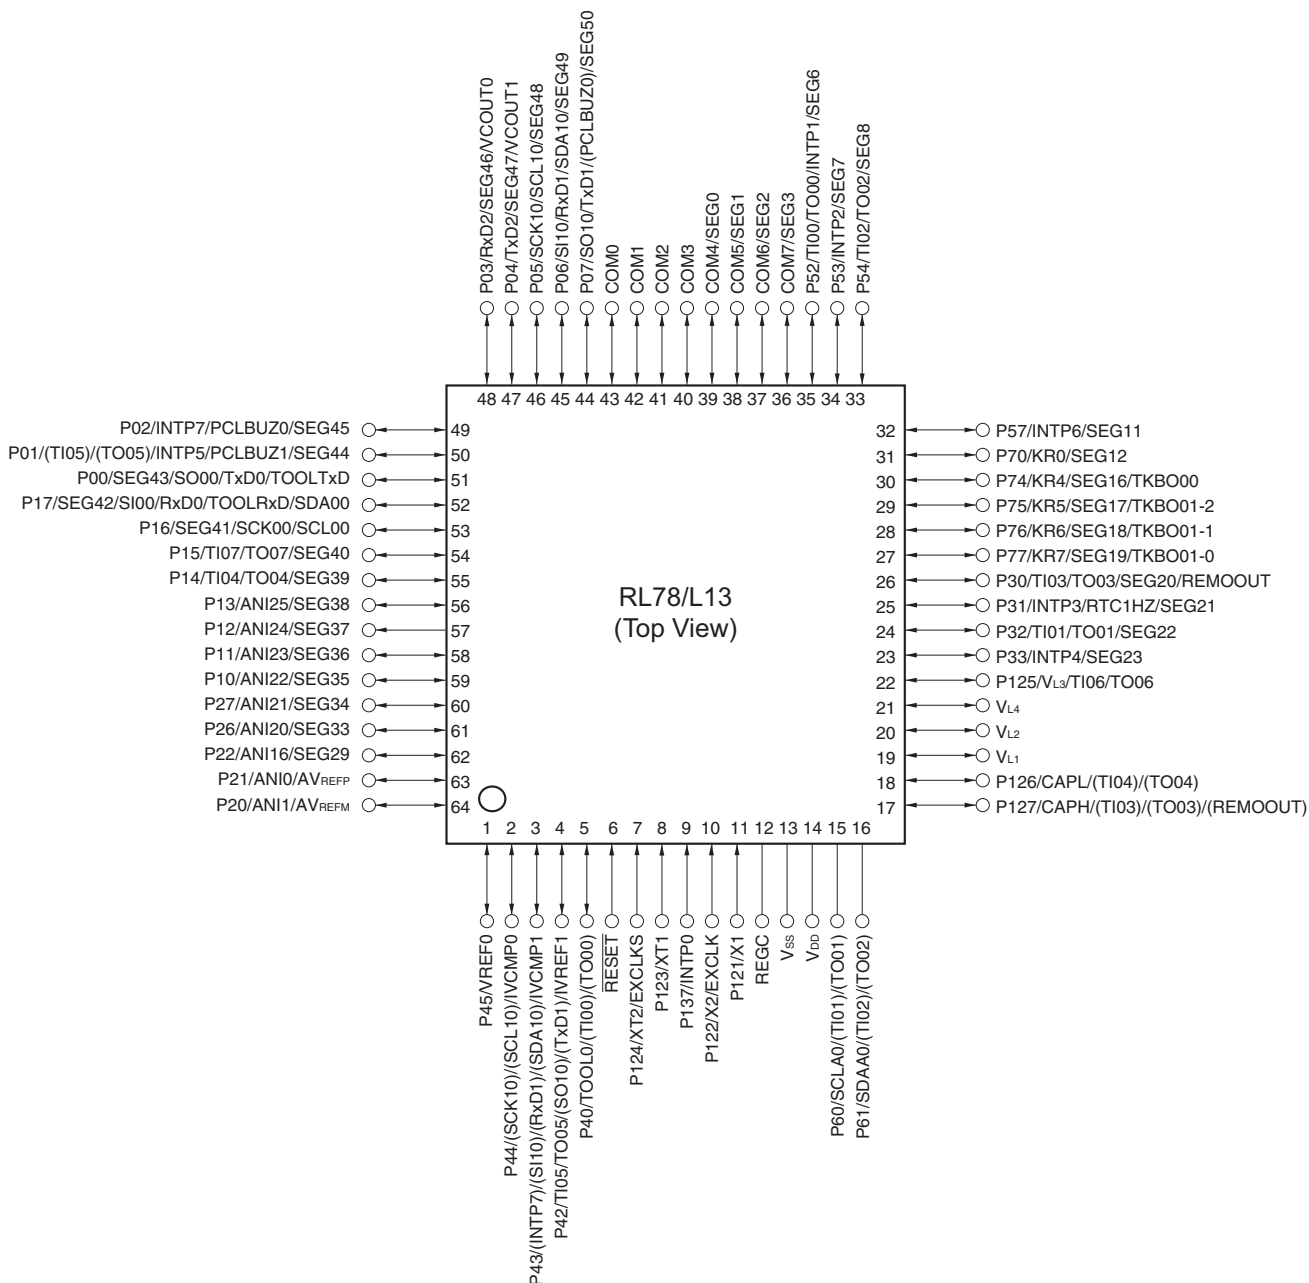 P03/RxD2/SEG46/VCOUT0
P04/TxD2/SEG47/VCOUT1
P05/SCK10/SCL10/SEG48
P06/SI10/RxD1/SDA10/SEG49
P07/SO10/TxD1/(PCLBUZ0)/SEG50
COM0
COM1
COM2
COM3
COM4/SEG0
COM5/SEG1
COM6/SEG2
COM7/SEG3
P52/TI00/TO00/INTP1/SEG6
P53/INTP2/SEG7
P54/TI02/TO02/SEG8
48 47 46 45 44 43 42 41 40 39 38 37 36 35 34 33
P02/INTP7/PCLBUZ0/SEG45 49
P01/(TI05)/(TO05)/INTP5/PCLBUZ1/SEG44 50
P00/SEG43/SO00/TxD0/TOOLTxD 51
P17/SEG42/SI00/RxD0/TOOLRxD/SDA00 52
P16/SEG41/SCK00/SCL00 53
P15/TI07/TO07/SEG40 54
P14/TI04/TO04/SEG39 55
P13/ANI25/SEG38 56
P12/ANI24/SEG37 57
P11/ANI23/SEG36 58
P10/ANI22/SEG35 59
P27/ANI21/SEG34 60
P26/ANI20/SEG33 61
P22/ANI16/SEG29 62
P21/ANI0/AVREFP 63
P20/ANI1/AVREFM 64
RL78/L13
(Top View)
32 P57/INTP6/SEG11
31 P70/KR0/SEG12
30 P74/KR4/SEG16/TKBO00
29 P75/KR5/SEG17/TKBO01-2
28 P76/KR6/SEG18/TKBO01-1
27 P77/KR7/SEG19/TKBO01-0
26 P30/TI03/TO03/SEG20/REMOOUT
25 P31/INTP3/RTC1HZ/SEG21
24 P32/TI01/TO01/SEG22
23 P33/INTP4/SEG23
22 P125/VL3/TI06/TO06
21 VL4
20 VL2
19 VL1
18 P126/CAPL/(TI04)/(TO04)
17 P127/CAPH/(TI03)/(TO03)/(REMOOUT)
1 2 3 4 5 6 7 8 9 10 11 12 13 14 15 16
P45/VREF0
P44/(SCK10)/(SCL10)/IVCMP0
P43/(INTP7)/(SI10)/(RxD1)/(SDA10)/IVCMP1
P42/TI05/TO05/(SO10)/(TxD1)/IVREF1
P40/TOOL0/(TI00)/(TO00)
RESET
P124/XT2/EXCLKS
P123/XT1
P137/INTP0
P122/X2/EXCLK
P121/X1
REGC
VSS
VDD
P60/SCLA0/(TI01)/(TO01)
P61/SDAA0/(TI02)/(TO02)